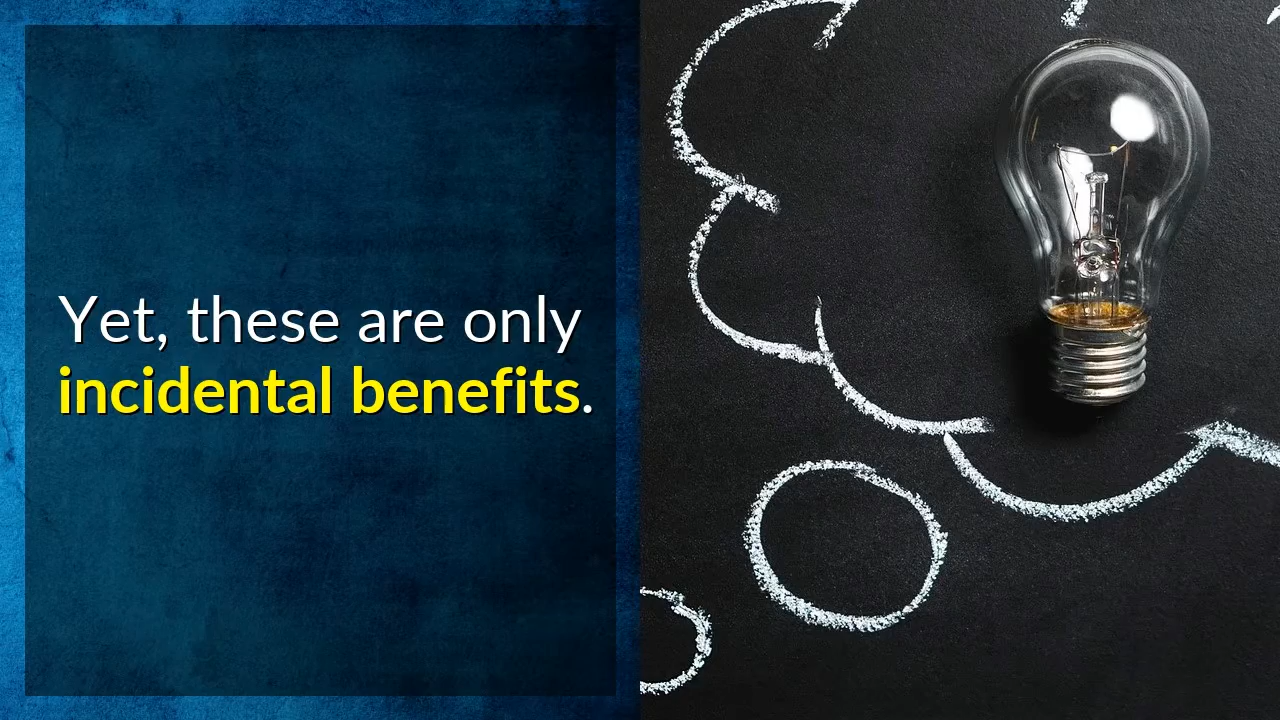 Yet, these are only
incidental benefits.